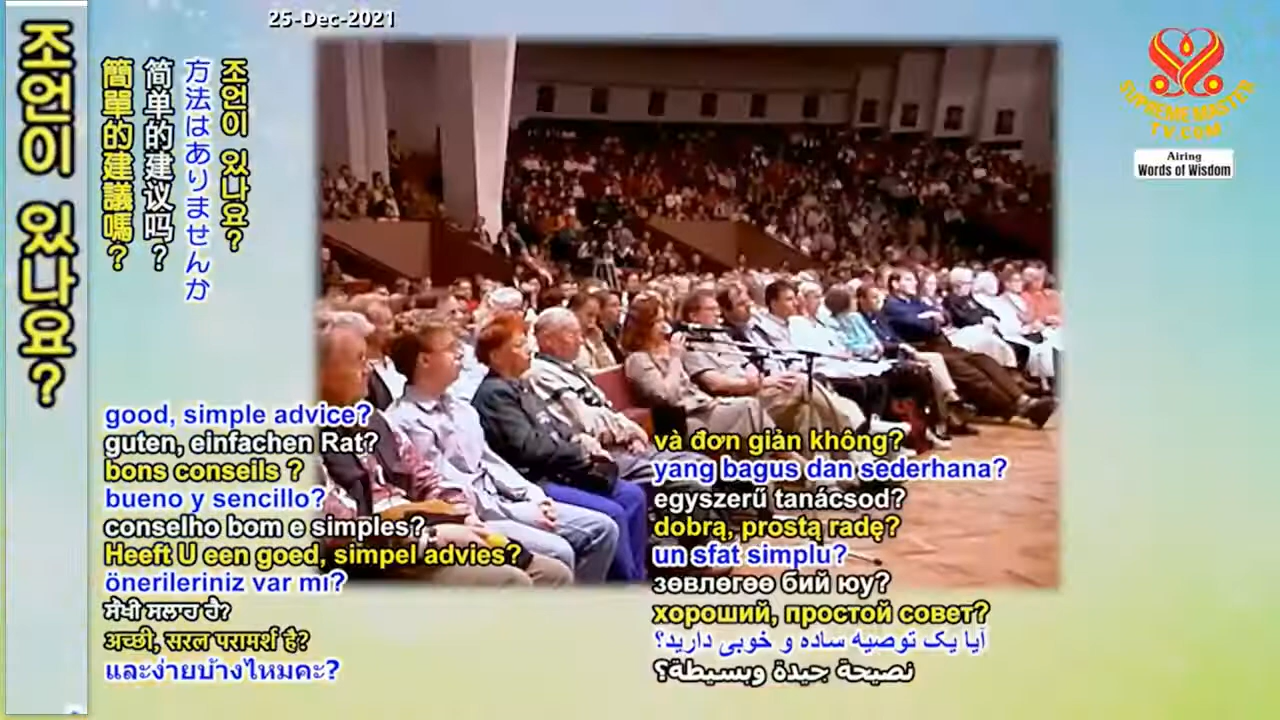 25-Dec-2021
조언이 있나요?
簡單的建議嗎?
简单的建议吗?
方法はありませんか
조언이 있나요?
SUPREME MASTER
TV.COM
Airing
Words of Wisdom
good, simple advice?
guten, einfachen Rat?
bons conseils ?
bueno y sencillo?
conselho bom e simples?
Heeft U een goed, simpel advies?
önerileriniz var mı?
ਸੌਖੀ ਸਲਾਹ ਹੈ?
अच्छी, सरल परामर्श है?
และง่ายบ้างไหมคะ?
và đơn giản không?
yang bagus dan sederhana?
egyszerű tanácsod?
dobrą, prostą radę?
un sfat simplu?
зөвлөгөө бий юу?
хороший, простой совет?
آیا یک توصیه ساده و خوبی دارید؟
نصيحة جيدة وبسيطة؟